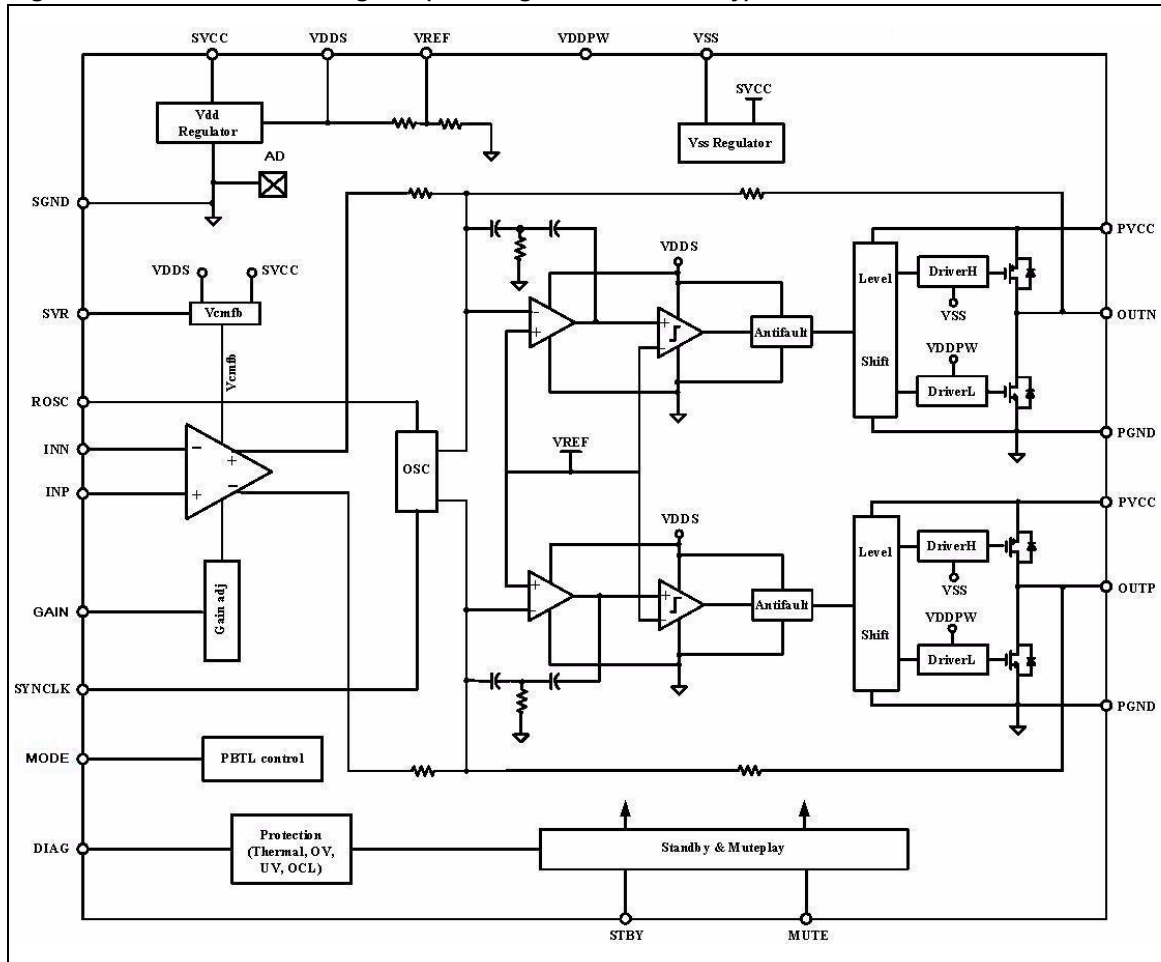 SVCC VDDS VREF VDDPW VSS
SVCC
Vdd
Regulator
Vss Regulator
AD
SGND
PVCC
VDDS SVCC
VDDS
Level
DriverH
SVR
Vcmfb
-
+
+
-
Antifault
VSS
OUTN
Vcmfb
VDDPW
Shift
DriverL
ROSC
PGND
INN
-
+
OSC
VREF
INP
+
-
PVCC
VDDS
Level
DriverH
GAIN
Gain adj
+
-
+
-
Antifault
VSS
OUTP
VDDPW
Shift
DriverL
SYNCLK
PGND
MODE
PBTL control
DIAG
Protection
(Thermal, OV,
UV, OCL)
Standby & Muteplay
STBY MUTE